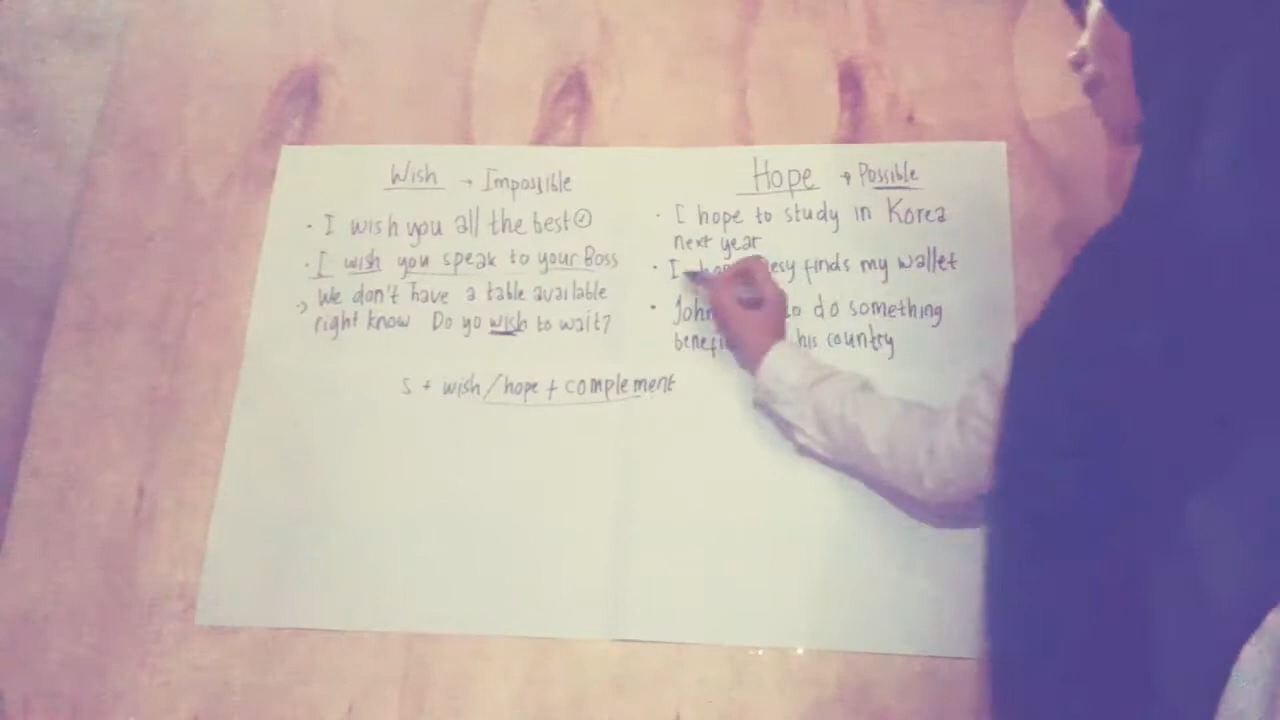 Wish → Impossible
· I wish you all the best
· I wish you speak to your Boss
→ We don't have a table available
right know Do yo wish to wait?
Hope → Possible
· I hope to study in Korea
next year
· I finds my wallet
· John do something
his country
S + wish/hope + complement